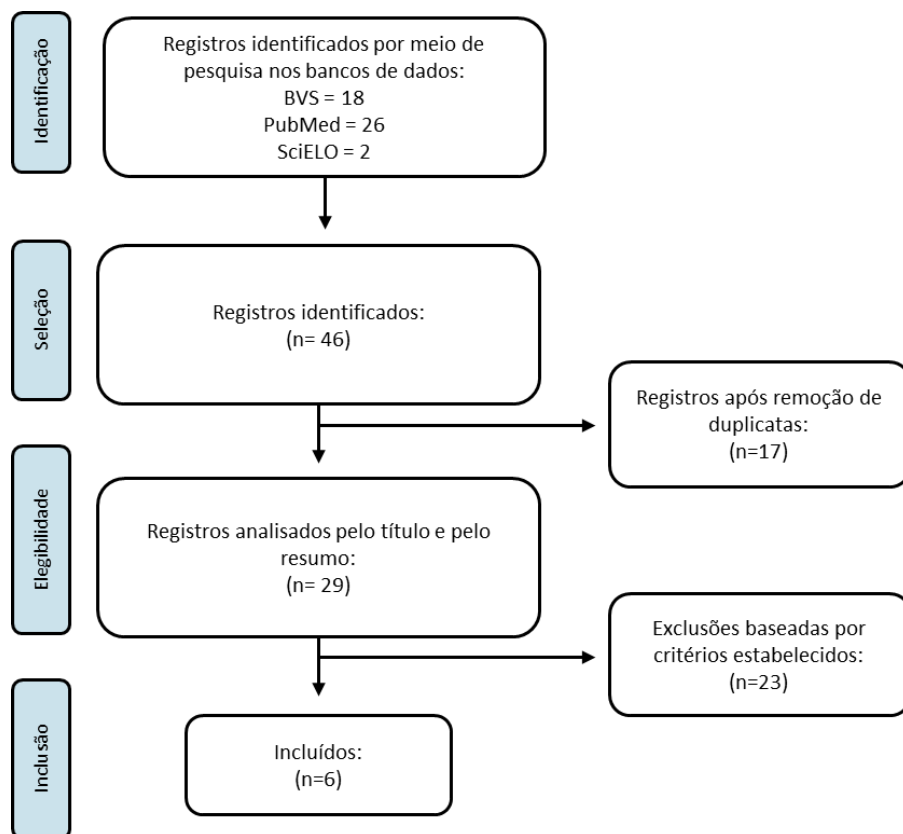 Identificação
Registros identificados por meio de
pesquisa nos bancos de dados:
BVS = 18
PubMed = 26
SciELO = 2
Seleção
Registros identificados:
(n= 46)
Registros após remoção de
duplicatas:
(n=17)
Elegibilidade
Registros analisados pelo título e pelo
resumo:
(n= 29)
Exclusões baseadas por
critérios estabelecidos:
(n=23)
Inclusão
Incluídos:
(n=6)